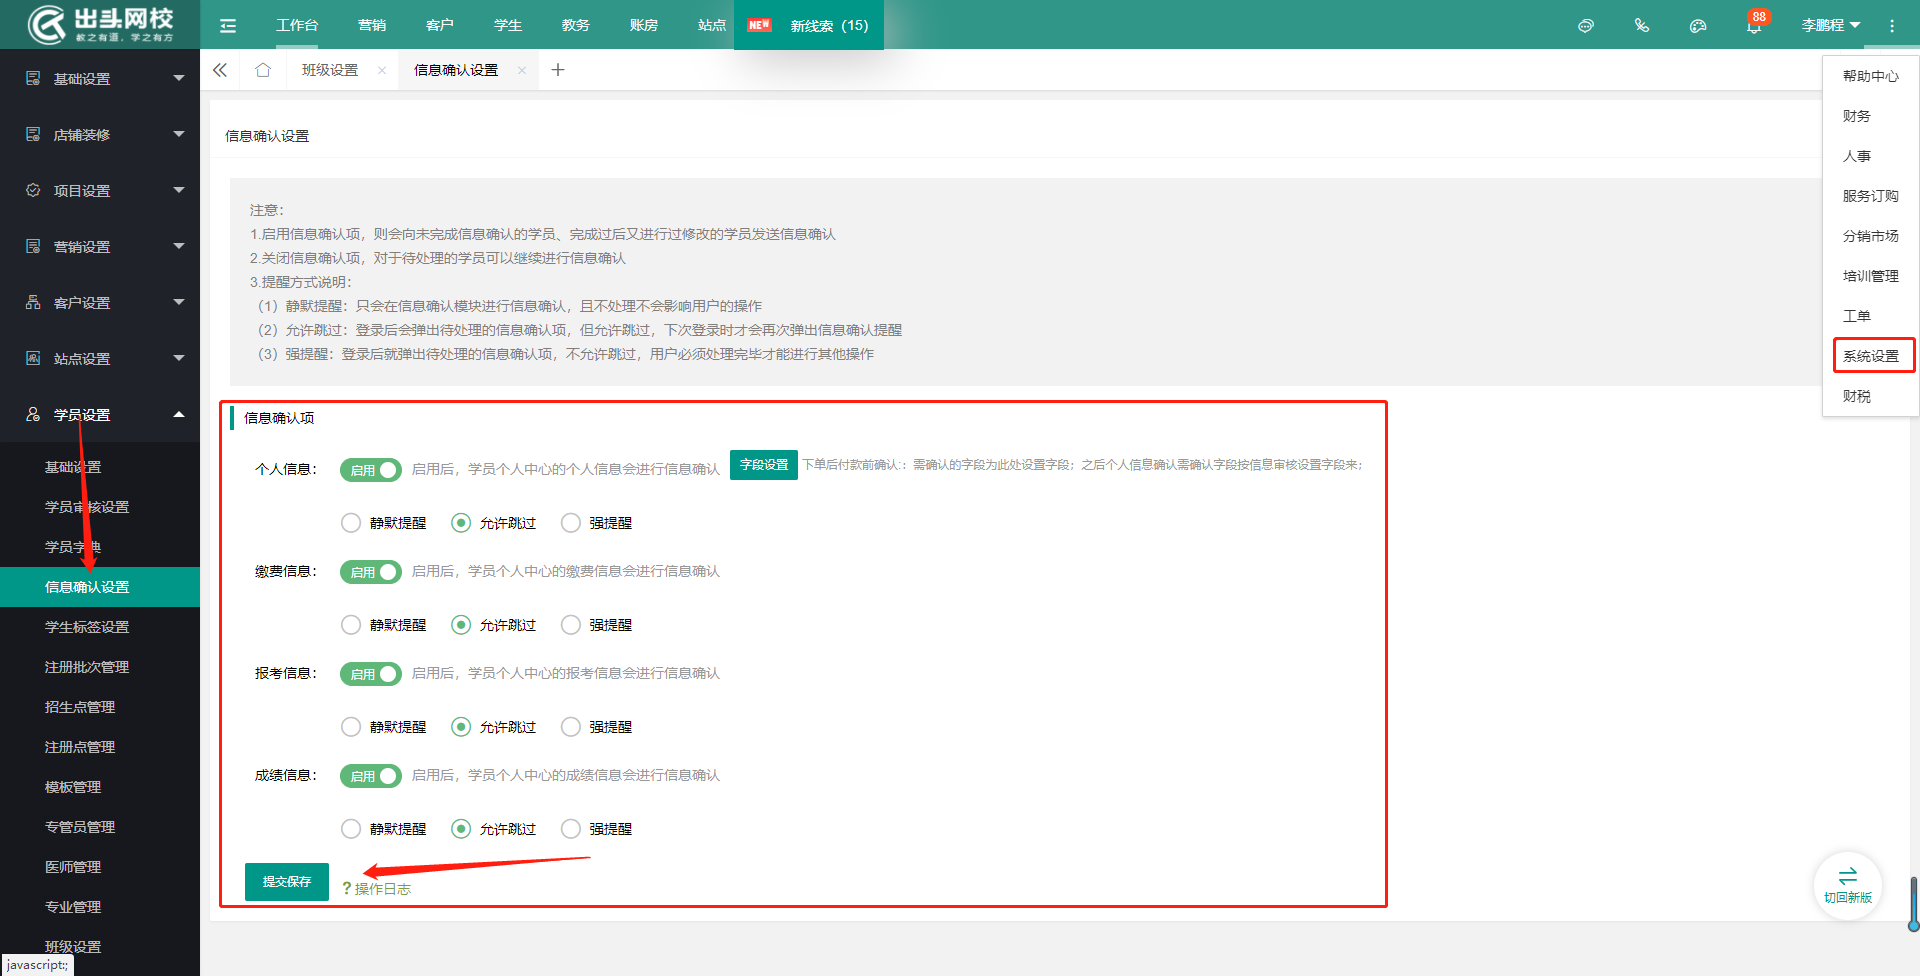 出头网校
教之有道，学之有方
工作台
营销
客户
学生
教务
账房
站点
NEW
新线索（15）
88
李鹏程
班级设置
信息确认设置
基础设置
店铺装修
项目设置
营销设置
客户设置
站点设置
学员设置
基础设置
学员审核设置
学员字典
信息确认设置
学生标签设置
注册批次管理
招生点管理
注册点管理
模板管理
专管员管理
医师管理
专业管理
班级设置
javascript:;
信息确认设置
注意：
1.启用信息确认项，则会向未完成信息确认的学员、完成过后又进行过修改的学员发送信息确认
2.关闭信息确认项，对于待处理的学员可以继续进行信息确认
3.提醒方式说明：
（1）静默提醒：只会在信息确认模块进行信息确认，且不处理不会影响用户的操作
（2）允许跳过：登录后会弹出待处理的信息确认项，但允许跳过，下次登录时才会再次弹出信息确认提醒
（3）强提醒：登录后就弹出待处理的信息确认项，不允许跳过，用户必须处理完毕才能进行其他操作
信息确认项
个人信息： 启用 启用后，学员个人中心的个人信息会进行信息确认 字段设置 下单后付款前确认：：需确认的字段为此处设置字段；之后个人信息确认需确认字段按信息审核设置字段来；
静默提醒 允许跳过 强提醒
缴费信息： 启用 启用后，学员个人中心的缴费信息会进行信息确认
静默提醒 允许跳过 强提醒
报考信息： 启用 启用后，学员个人中心的报考信息会进行信息确认
静默提醒 允许跳过 强提醒
成绩信息： 启用 启用后，学员个人中心的成绩信息会进行信息确认
静默提醒 允许跳过 强提醒
提交保存
?操作日志
帮助中心
财务
人事
服务订购
分销市场
培训管理
工单
系统设置
财税
切回新版